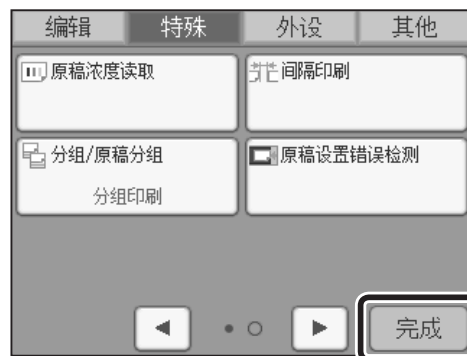 编辑 特殊 外设 其他
原稿浓度读取 间隔印刷
分组/原稿分组 原稿设置错误检测
分组印刷
完成